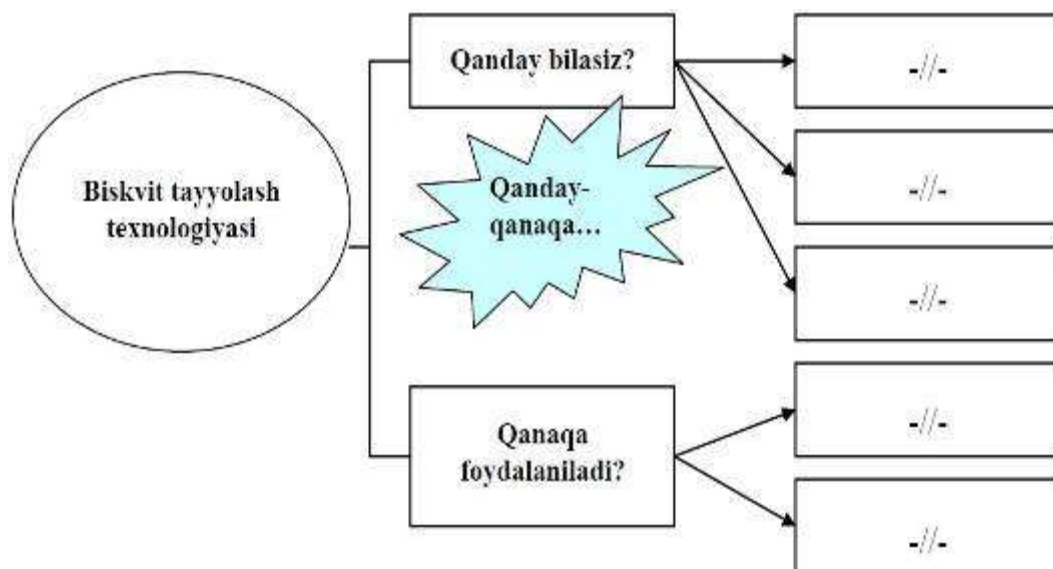 Biskvit tayyolash
texnologiyasi
Qanday bilasiz?
Qanday-
qanaqa...
Qanaqa
foydalaniladi?
-//-
-//-
-//-
-//-
-//-